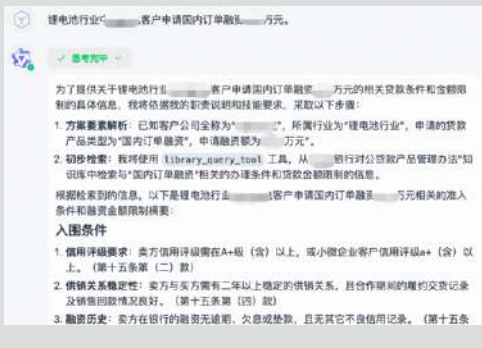 锂电池行业 客户申请国内订单融 万元。
思考完毕
为了提供关于锂电池行业 客户申请国内订单融资 万元的相关贷款条件和金额限
制的具体信息，我将依据我的职责说明和技能要求，采取以下步骤：
1. 方案要素解析：已知客户公司全称为“ ”，所属行业为“锂电池行业”，申请的贷款
产品类型为“国内订单融资”，申请融资额为 万元”。
2. 初步检索：我将使用 library_query_tool 工具，从 银行对公贷款产品管理办法”知
识库中检索与“国内订单融资”相关的办理条件和贷款金额限制的信息。
根据检索到的信息，以下是锂电池行业 客户申请国内订单融资 万元相关的准入
条件和融资金额限制摘要：
入围条件
1. 信用评级要求：卖方信用评级需在A+级（含）以上，或小微企业客户信用评级a+（含）以
上。（第十五条第（二）款）
2. 供销关系稳定性：卖方与买方需有二年以上稳定的供销关系，且合作期间的履约交货记录
及销售回款情况良好。（第十五条第（四）款）
3. 融资历史：卖方在银行的融资无逾期、欠息或垫款，且无其它不良信用记录。（第十五条